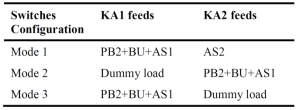 Switches Configuration KA1 feeds KA2 feeds
Mode 1 PB2+BU+AS1 AS2
Mode 2 Dummy load PB2+BU+AS1
Mode 3 PB2+BU+AS1 Dummy load